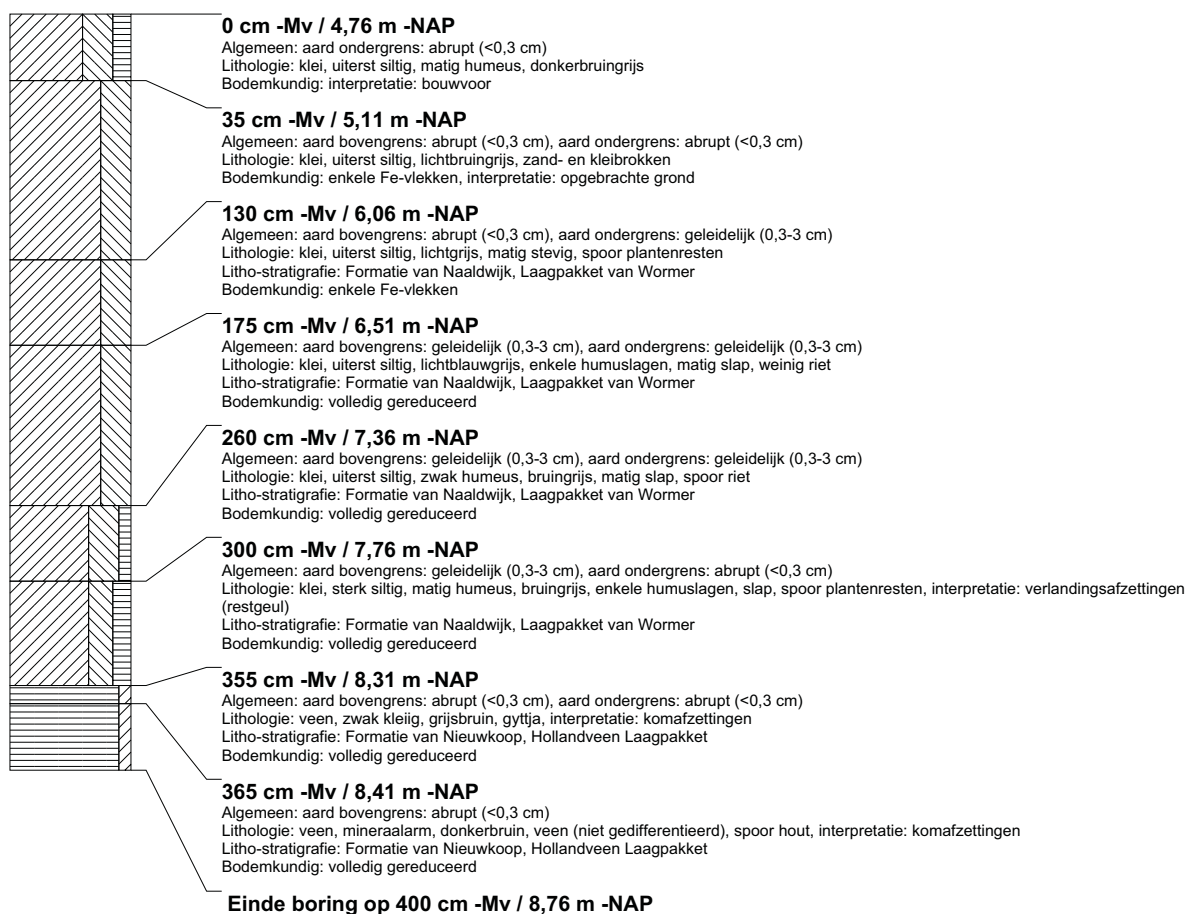 0 cm -Mv / 4,76 m -NAP
Algemeen: aard ondergrens: abrupt (<0,3 cm)
Lithologie: klei, uiterst siltig, matig humeus, donkerbruingrijs
Bodemkundig: interpretatie: bouwvoor
35 cm -Mv / 5,11 m -NAP
Algemeen: aard bovengrens: abrupt (<0,3 cm), aard ondergrens: abrupt (<0,3 cm)
Lithologie: klei, uiterst siltig, lichtbruingrijs, zand- en kleibrokken
Bodemkundig: enkele Fe-vlekken, interpretatie: opgebrachte grond
130 cm -Mv / 6,06 m -NAP
Algemeen: aard bovengrens: abrupt (<0,3 cm), aard ondergrens: geleidelijk (0,3-3 cm)
Lithologie: klei, uiterst siltig, lichtgrijs, matig stevig, spoor plantenresten
Litho-stratigrafie: Formatie van Naaldwijk, Laagpakket van Wormer
Bodemkundig: enkele Fe-vlekken
175 cm -Mv / 6,51 m -NAP
Algemeen: aard bovengrens: geleidelijk (0,3-3 cm), aard ondergrens: geleidelijk (0,3-3 cm)
Lithologie: klei, uiterst siltig, lichtblauwgrijs, enkele humuslagen, matig slap, weinig riet
Litho-stratigrafie: Formatie van Naaldwijk, Laagpakket van Wormer
Bodemkundig: volledig gereduceerd
260 cm -Mv / 7,36 m -NAP
Algemeen: aard bovengrens: geleidelijk (0,3-3 cm), aard ondergrens: geleidelijk (0,3-3 cm)
Lithologie: klei, uiterst siltig, zwak humeus, bruingrijs, matig slap, spoor riet
Litho-stratigrafie: Formatie van Naaldwijk, Laagpakket van Wormer
Bodemkundig: volledig gereduceerd
300 cm -Mv / 7,76 m -NAP
Algemeen: aard bovengrens: geleidelijk (0,3-3 cm), aard ondergrens: abrupt (<0,3 cm)
Lithologie: klei, sterk siltig, matig humeus, bruingrijs, enkele humuslagen, slap, spoor plantenresten, interpretatie: verlandingsafzettingen
(restgeul)
Litho-stratigrafie: Formatie van Naaldwijk, Laagpakket van Wormer
Bodemkundig: volledig gereduceerd
355 cm -Mv / 8,31 m -NAP
Algemeen: aard bovengrens: abrupt (<0,3 cm), aard ondergrens: abrupt (<0,3 cm)
Lithologie: veen, zwak kleiig, grijsbruin, gyttja, interpretatie: komafzettingen
Litho-stratigrafie: Formatie van Nieuwkoop, Hollandveen Laagpakket
Bodemkundig: volledig gereduceerd
365 cm -Mv / 8,41 m -NAP
Algemeen: aard bovengrens: abrupt (<0,3 cm)
Lithologie: veen, mineraalarm, donkerbruin, veen (niet gedifferentieerd), spoor hout, interpretatie: komafzettingen
Litho-stratigrafie: Formatie van Nieuwkoop, Hollandveen Laagpakket
Bodemkundig: volledig gereduceerd
Einde boring op 400 cm -Mv / 8,76 m -NAP